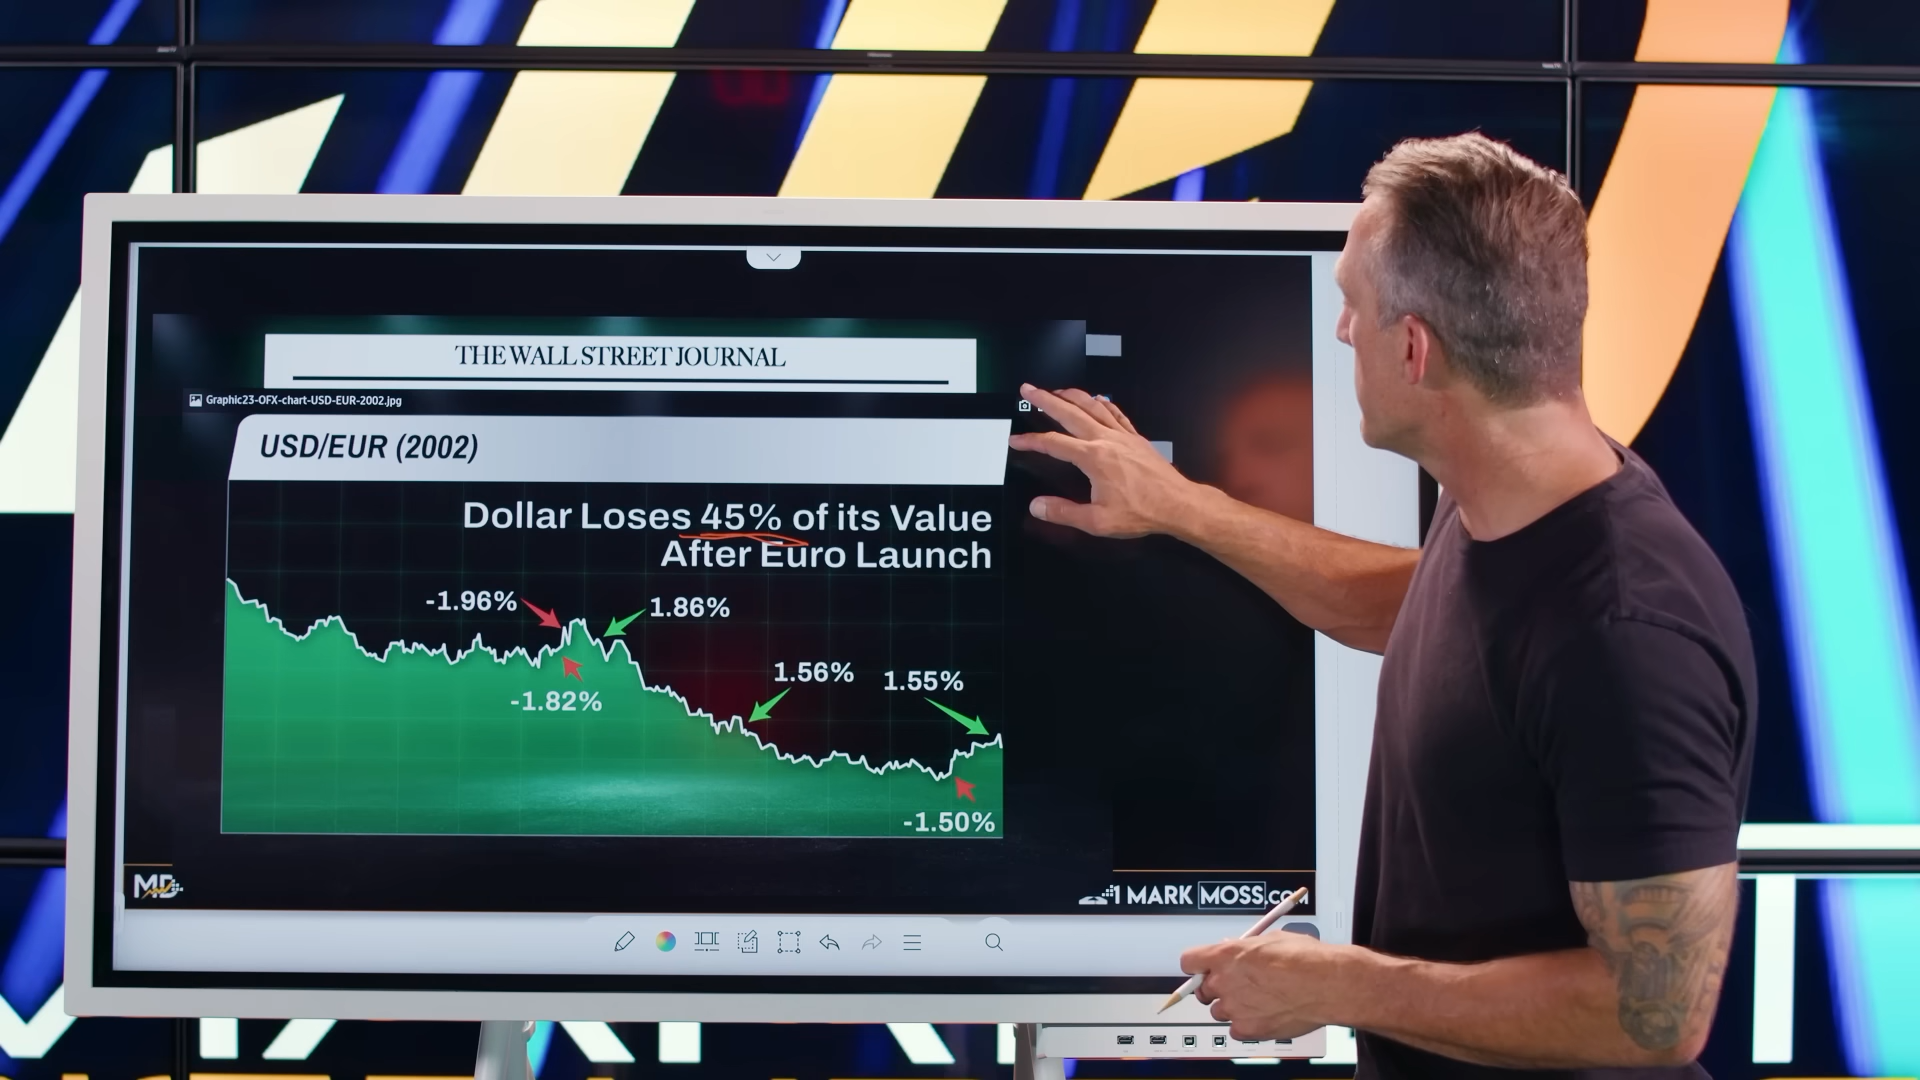 THE WALL STREET JOURNAL
Graphic23-OFX-chart-USD-EUR-2002.jpg
USD/EUR (2002)
Dollar Loses 45% of its Value
After Euro Launch
-1.96%
1.86%
-1.82%
1.56%
1.55%
-1.50%
MD
1 MARK MOSS.COM